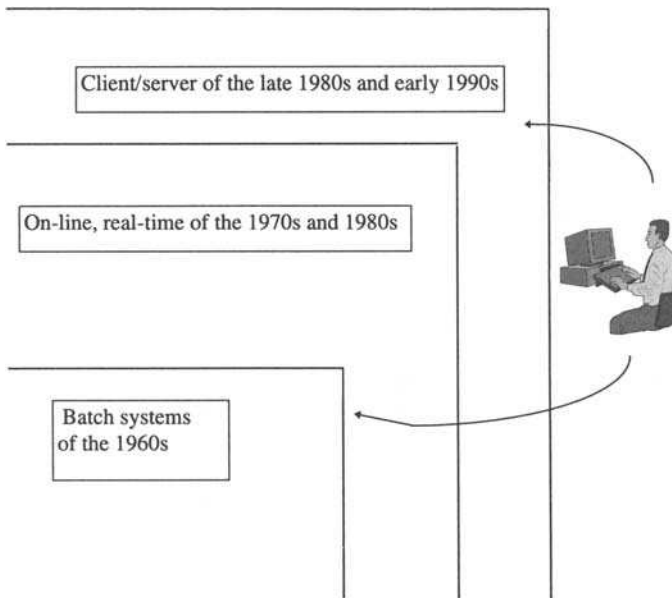 Client/server of the late 1980s and early 1990s
On-line, real-time of the 1970s and 1980s
Batch systems
of the 1960s